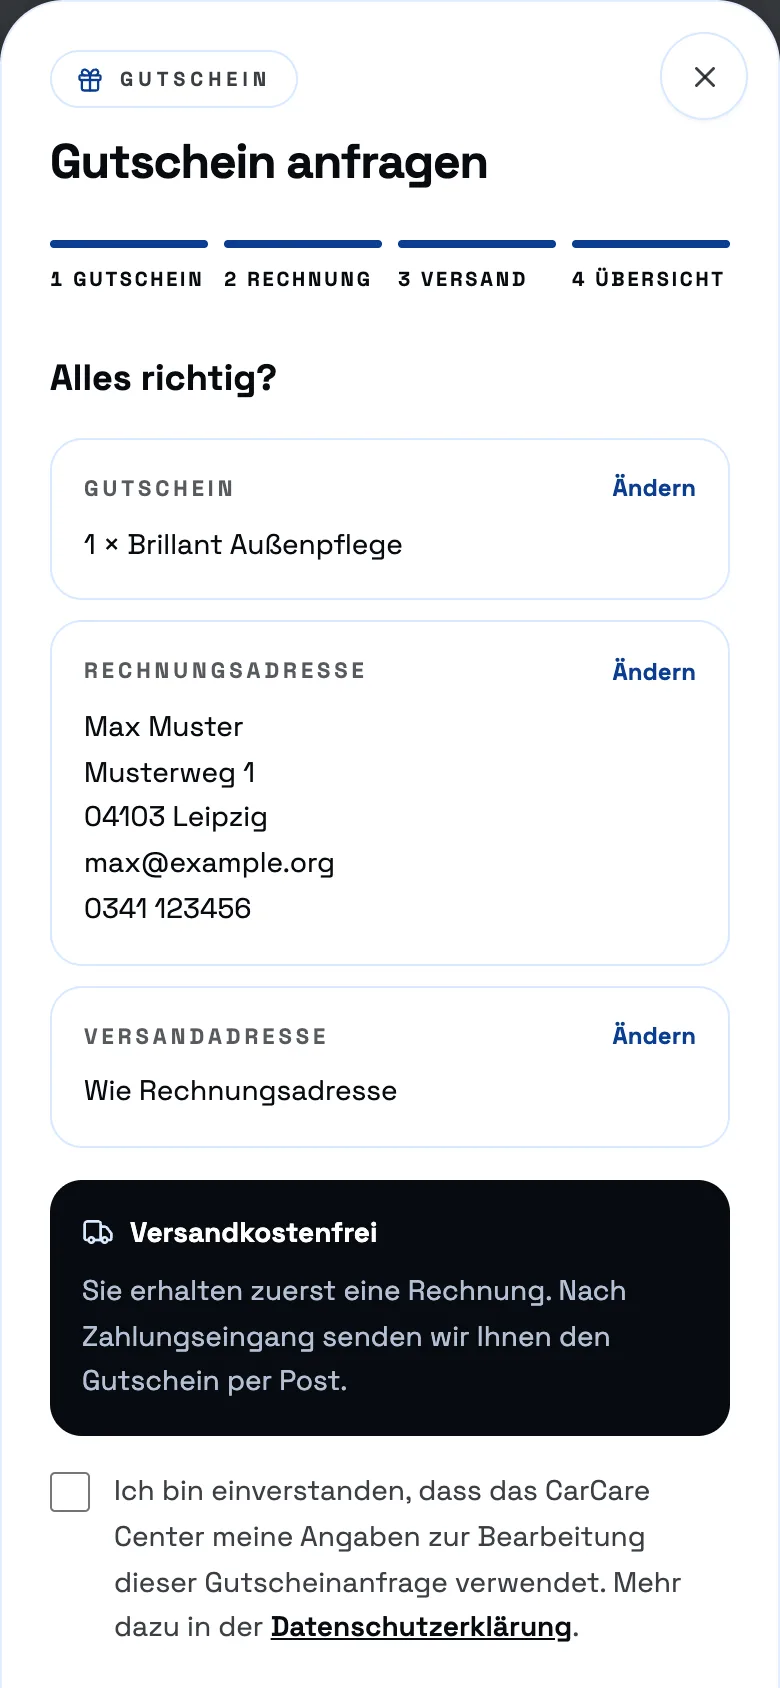 GUTSCHEIN
Gutschein anfragen
1 GUTSCHEIN 2 RECHNUNG 3 VERSAND 4 ÜBERSICHT
Alles richtig?
GUTSCHEIN Ändern
1 × Brillant Außenpflege
RECHNUNGSADRESSE Ändern
Max Muster
Musterweg 1
04103 Leipzig
max@example.org
0341 123456
VERSANDADRESSE Ändern
Wie Rechnungsadresse
Versandkostenfrei
Sie erhalten zuerst eine Rechnung. Nach
Zahlungseingang senden wir Ihnen den
Gutschein per Post.
Ich bin einverstanden, dass das CarCare
Center meine Angaben zur Bearbeitung
dieser Gutscheinanfrage verwendet. Mehr
dazu in der Datenschutzerklärung.